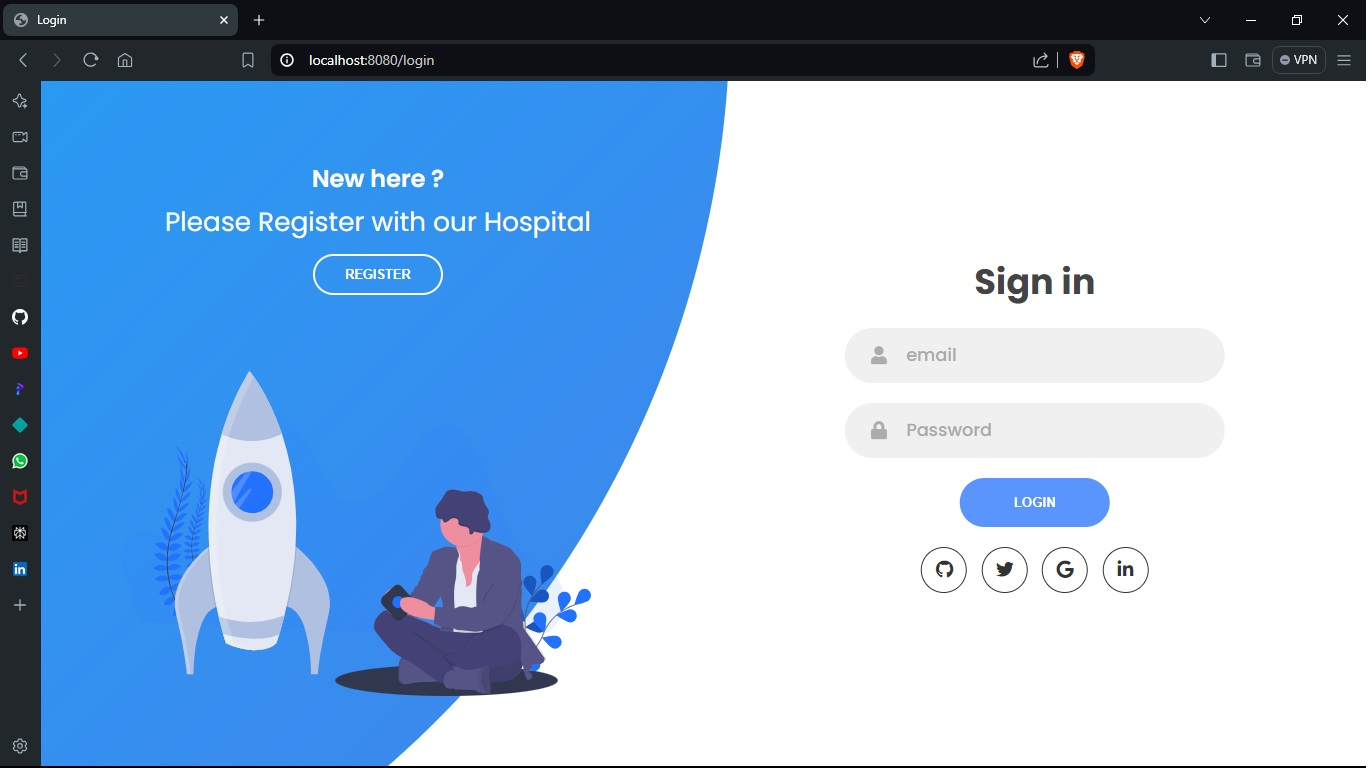 Login
localhost:8080/login
VPN
New here ?
Please Register with our Hospital
REGISTER
Sign in
email
Password
LOGIN